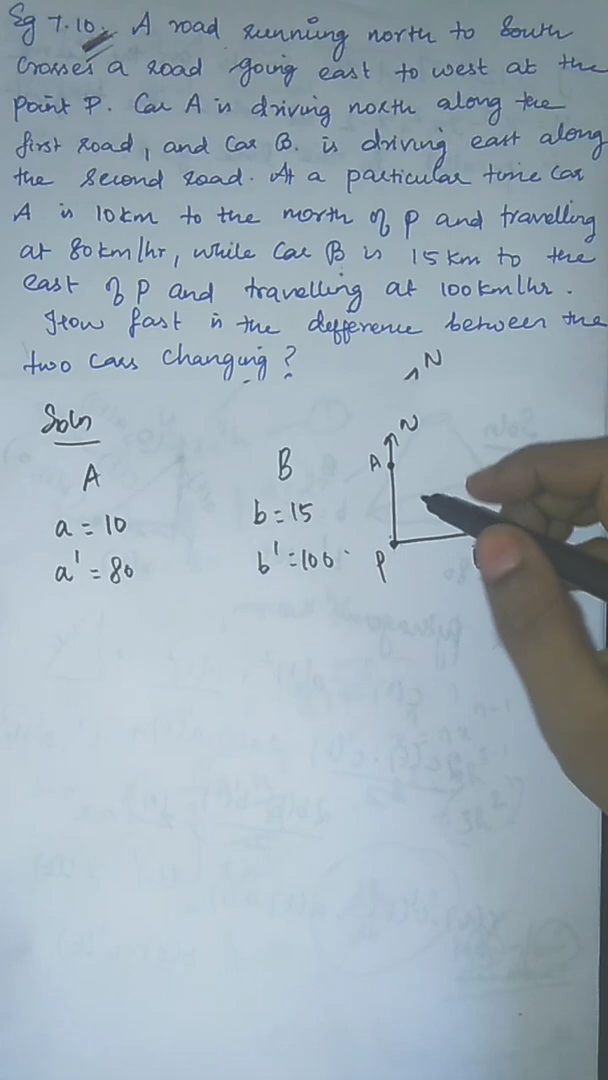 Eg 7.10. A road running north to South
Crosses a road going east to west at the
point P. Car A is driving north along the
first road, and Car B. is driving east along
the second road. At a particular time Car
A is 10km to the north of P and travelling
at 80km/hr, while Car B is 15km to the
east of P and travelling at 100km/hr.
How fast is the difference between the
two cars changing?
N
Soln
N
A
B
A
a = 10
b = 15
a' = 80
b' = 100
P